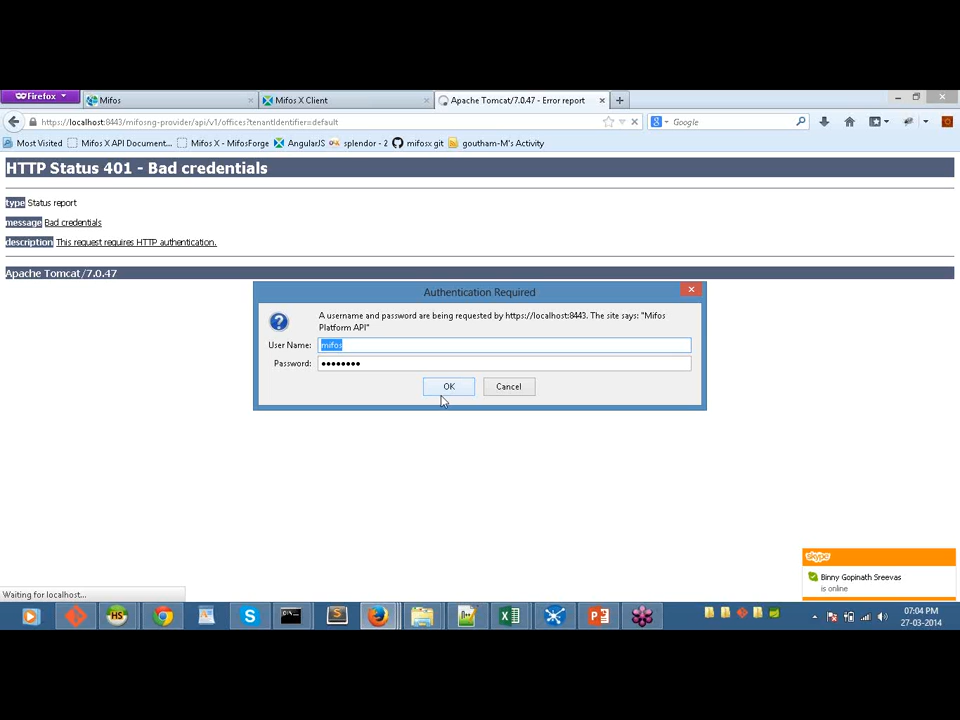 Firefox
Mifos
Mifos X Client
Apache Tomcat/7.0.47 - Error report
https://localhost:8443/mifosng-provider/api/v1/offices?tenantIdentifier=default
Google
Most Visited
Mifos X API Document...
Mifos X - MifosForge
AngularJS
splendor - 2
mifosx git
goutham-M's Activity
HTTP Status 401 - Bad credentials
type Status report
message Bad credentials
description This request requires HTTP authentication.
Apache Tomcat/7.0.47
Authentication Required
A username and password are being requested by https://localhost:8443. The site says: "Mifos
Platform API"
User Name: mifos
Password: ••••••••
OK
Cancel
skype
Binny Gopinath Sreevas
is online
Waiting for localhost...
HS
07:04 PM
27-03-2014